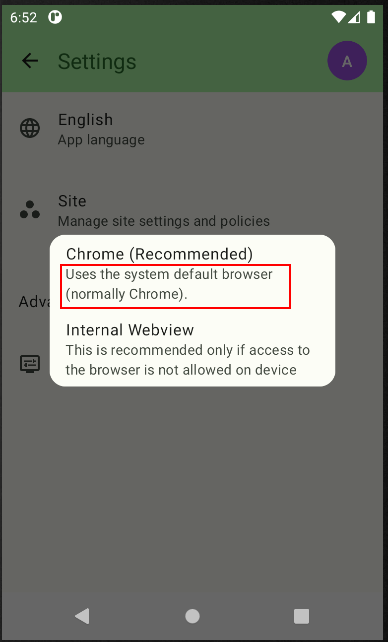 6:52
Settings
A
English
App language
Site
Manage site settings and policies
Chrome (Recommended)
Uses the system default browser
(normally Chrome).
Adva
Internal Webview
This is recommended only if access to
the browser is not allowed on device